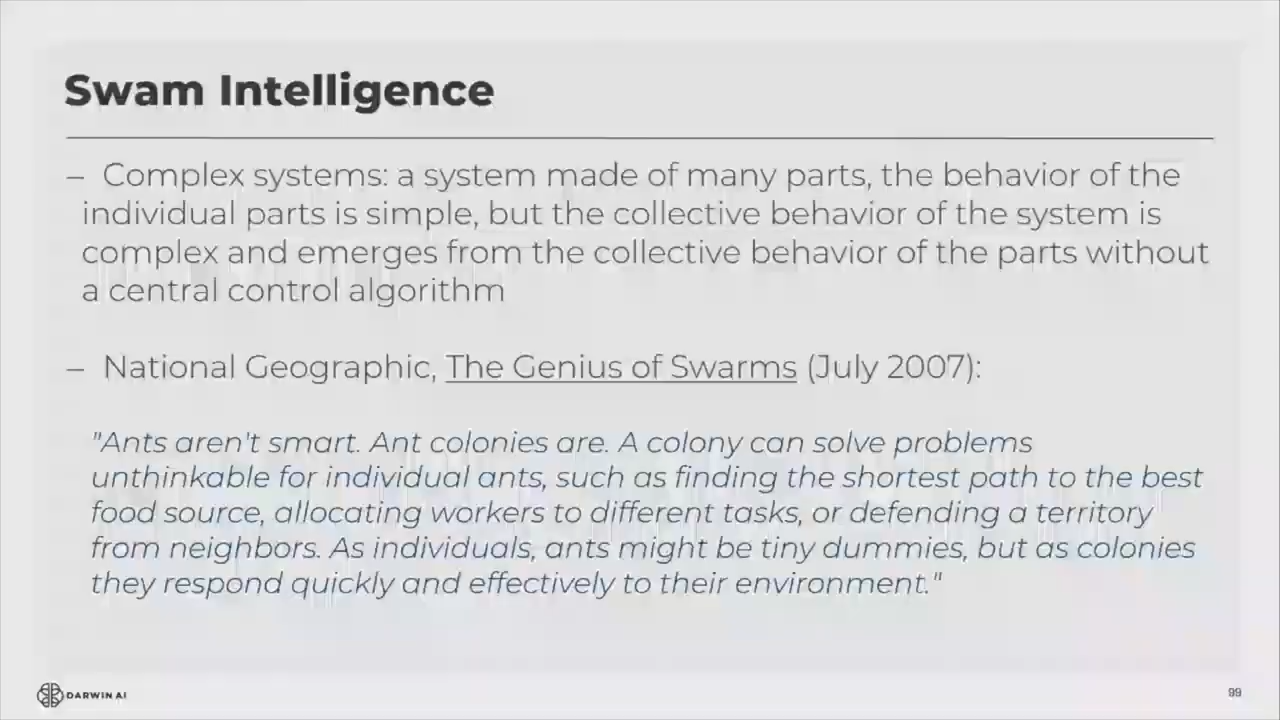 Swam Intelligence
– Complex systems: a system made of many parts, the behavior of the
individual parts is simple, but the collective behavior of the system is
complex and emerges from the collective behavior of the parts without
a central control algorithm
– National Geographic, The Genius of Swarms (July 2007):
"Ants aren't smart. Ant colonies are. A colony can solve problems
unthinkable for individual ants, such as finding the shortest path to the best
food source, allocating workers to different tasks, or defending a territory
from neighbors. As individuals, ants might be tiny dummies, but as colonies
they respond quickly and effectively to their environment."
DARWIN AI
99